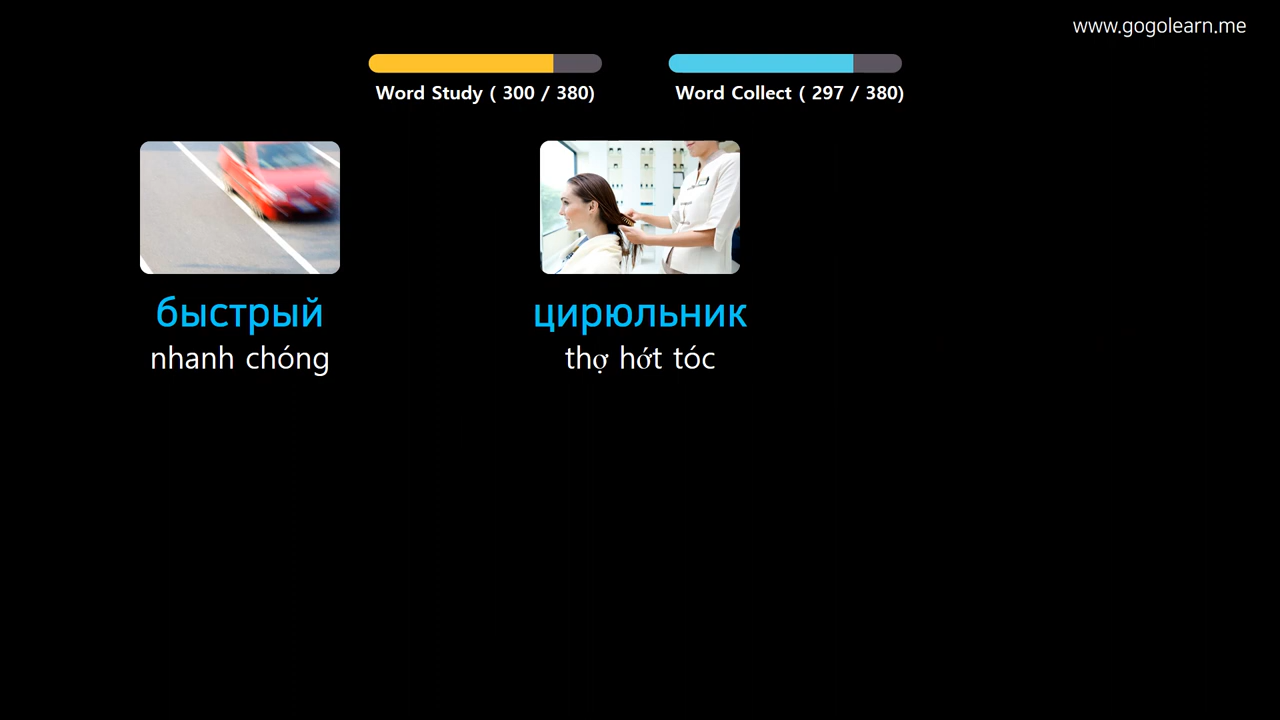 www.gogolearn.me
Word Study ( 300 / 380)
Word Collect ( 297 / 380)
быстрый
nhanh chóng
цирюльник
thợ hớt tóc